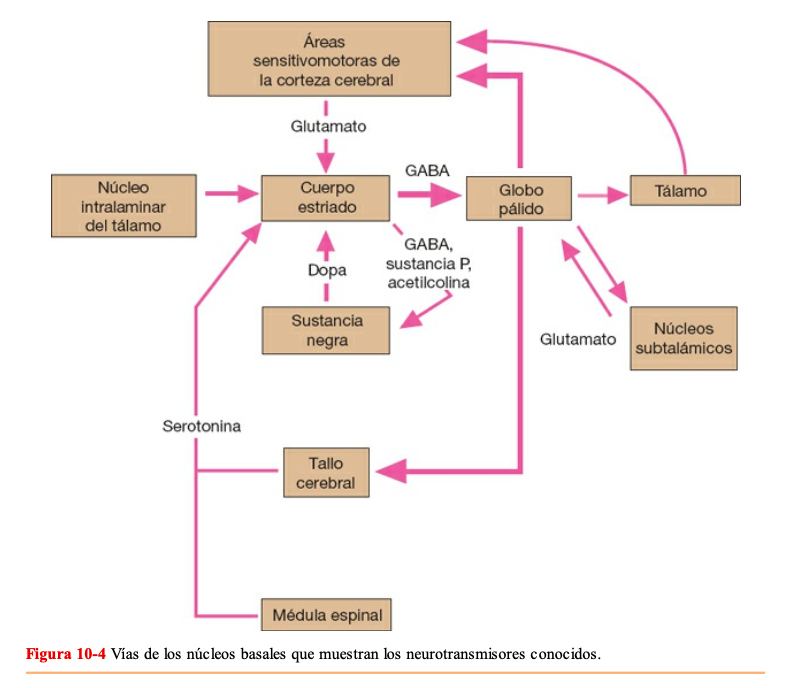 Áreas
sensitivomotoras de
la corteza cerebral
Glutamato
GABA
Núcleo
intralaminar
del tálamo
Cuerpo
estriado
Globo
pálido
Tálamo
GABA,
sustancia P,
acetilcolina
Dopa
Sustancia
negra
Glutamato
Núcleos
subtalámicos
Serotonina
Tallo
cerebral
Médula espinal
Figura 10-4 Vías de los núcleos basales que muestran los neurotransmisores conocidos.